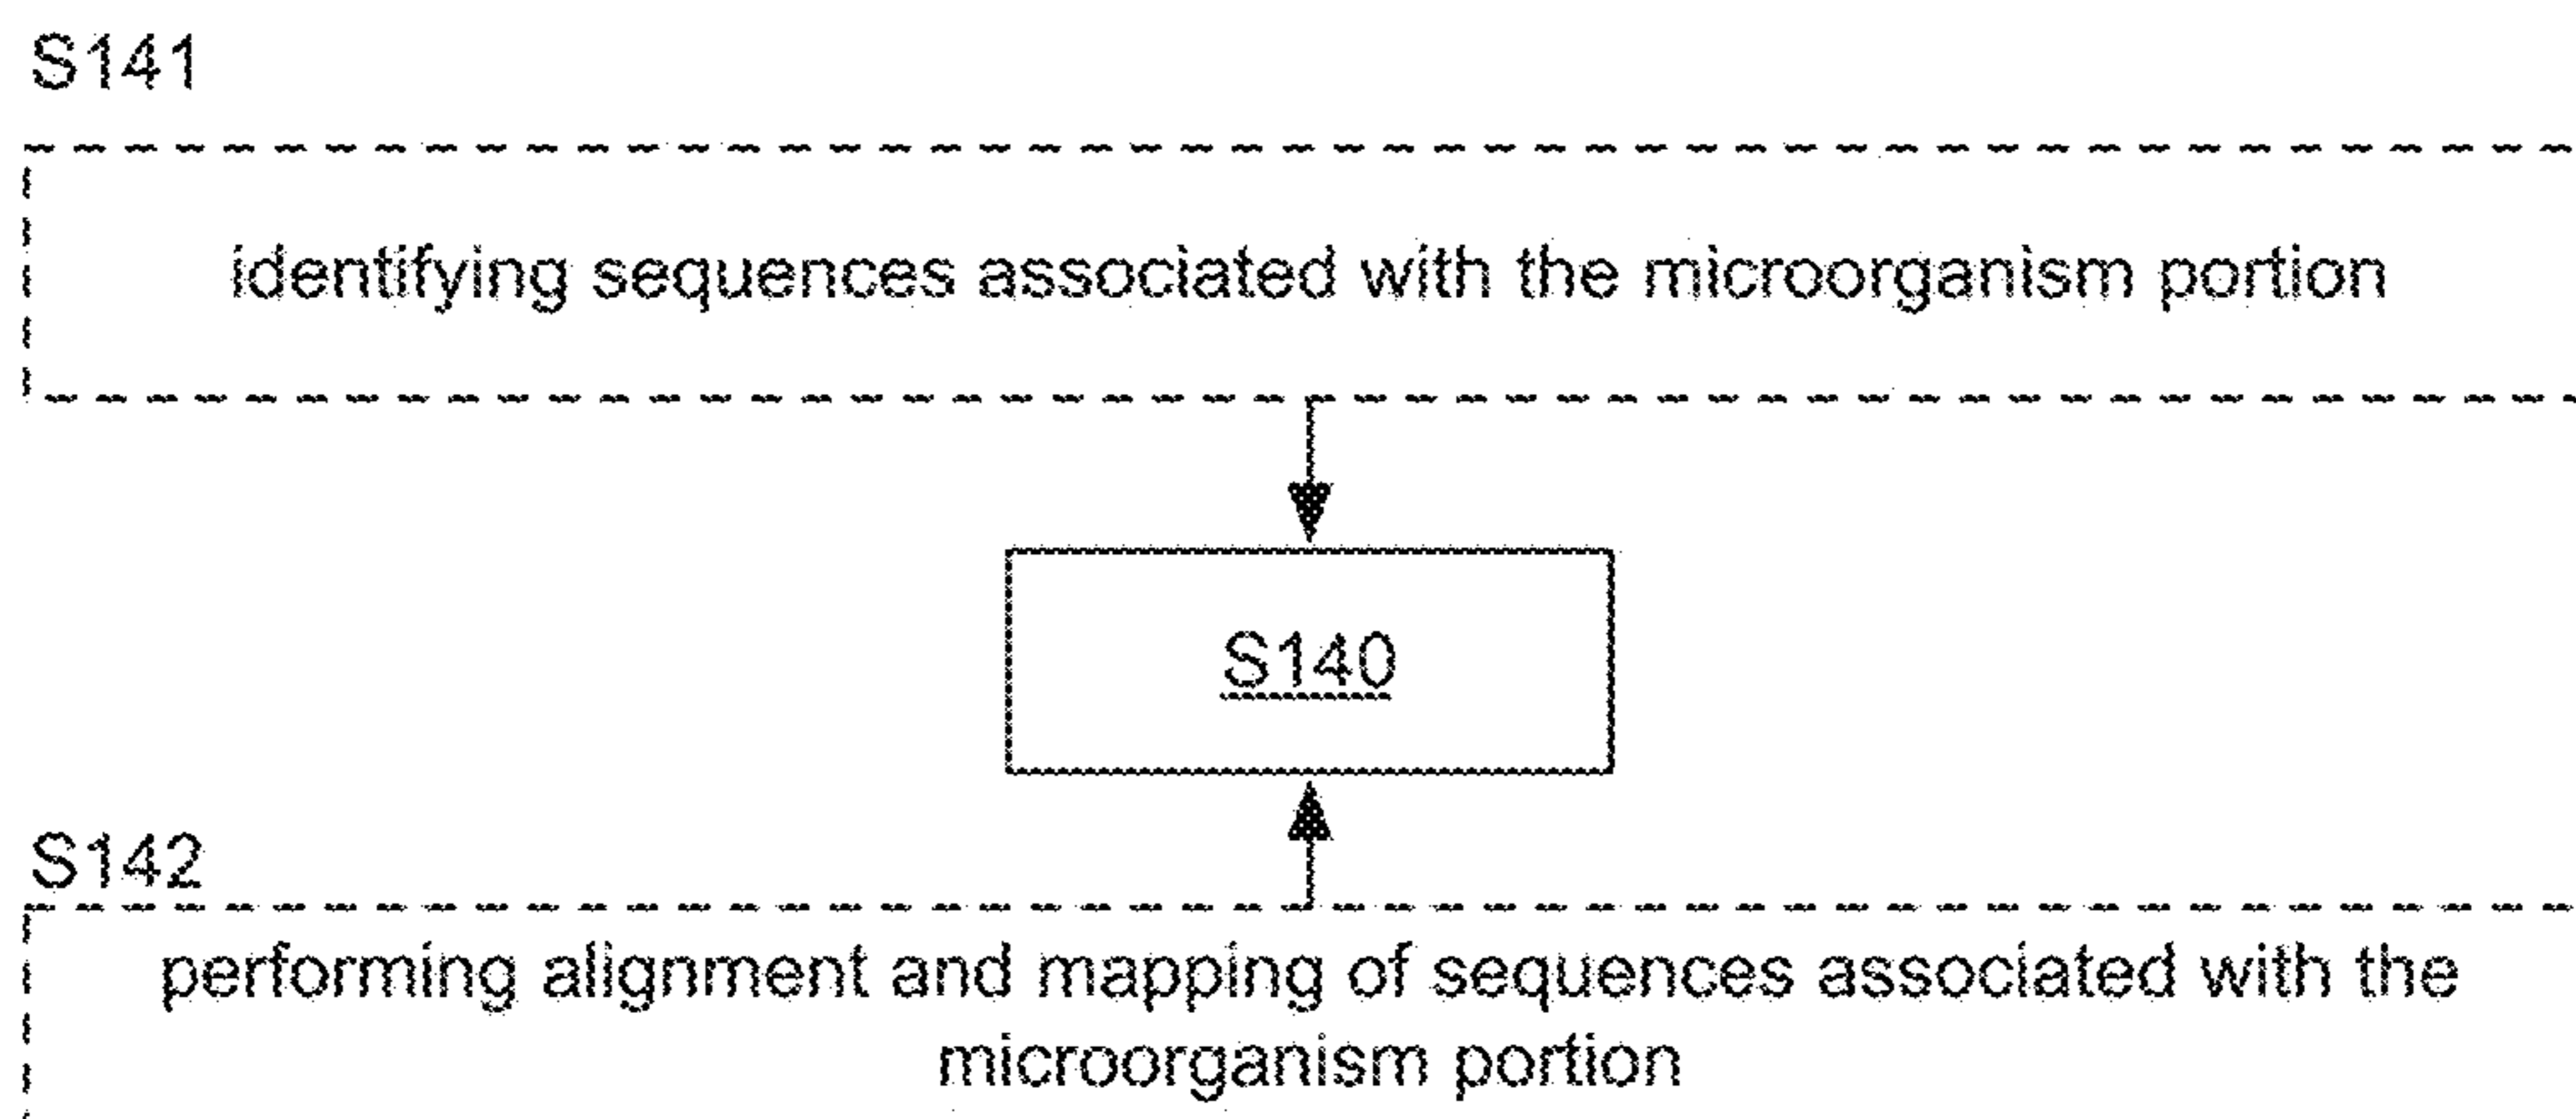 S141
identifying sequences associated with the microorganism portion
S140
S142
performing alignment and mapping of sequences associated with the
microorganism portion